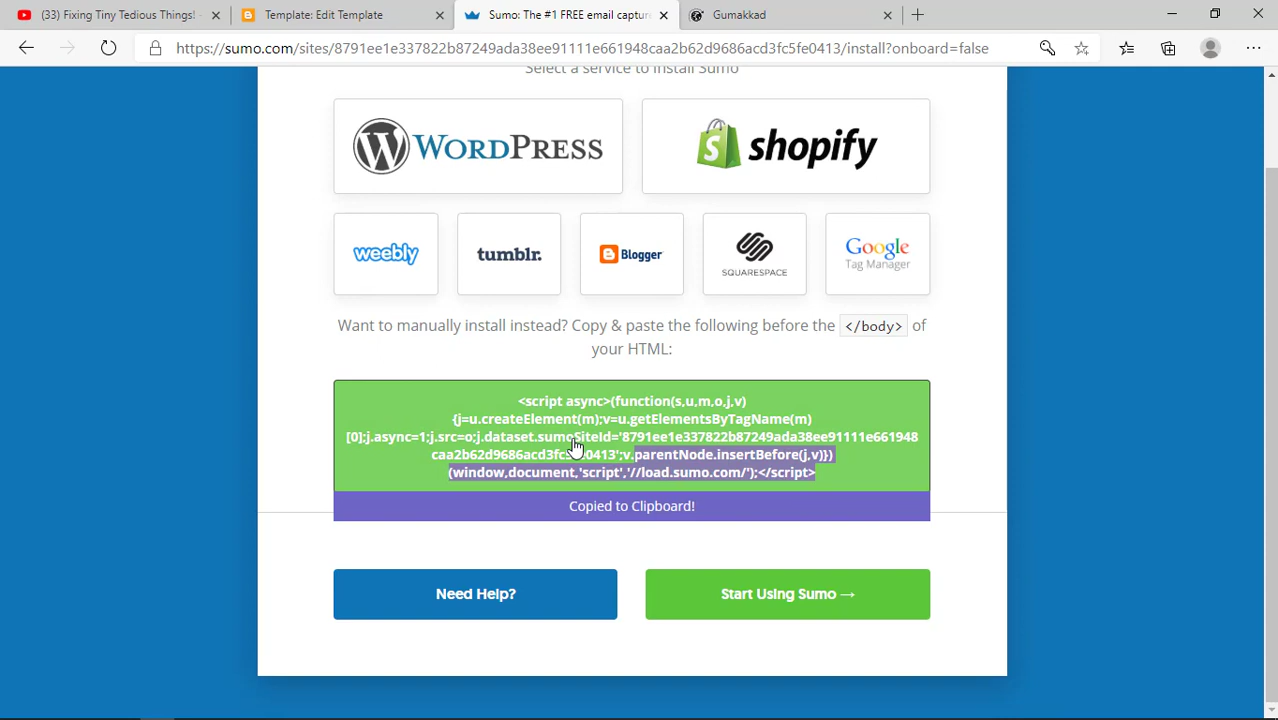 (33) Fixing Tiny Tedious Things! -
Template: Edit Template
Sumo: The #1 FREE email capture
Gumakkad
https://sumo.com/sites/8791ee1e337822b87249ada38ee91111e661948caa2b62d9686acd3fc5fe0413/install?onboard=false
Select a service to install Sumo
WORDPRESS
shopify
weebly
tumblr.
Blogger
SQUARESPACE
Google
Tag Manager
Want to manually install instead? Copy & paste the following before the </body> of
your HTML:
<script async>(function(s,u,m,o,j,v)
{j=u.createElement(m);v=u.getElementsByTagName(m)
[0];j.async=1;j.src=o;j.dataset.sumoSiteId='8791ee1e337822b87249ada38ee91111e661948
caa2b62d9686acd3fc5fe0413';v.parentNode.insertBefore(j,v)})
(window,document,'script','//load.sumo.com/');</script>
Copied to Clipboard!
Need Help?
Start Using Sumo →